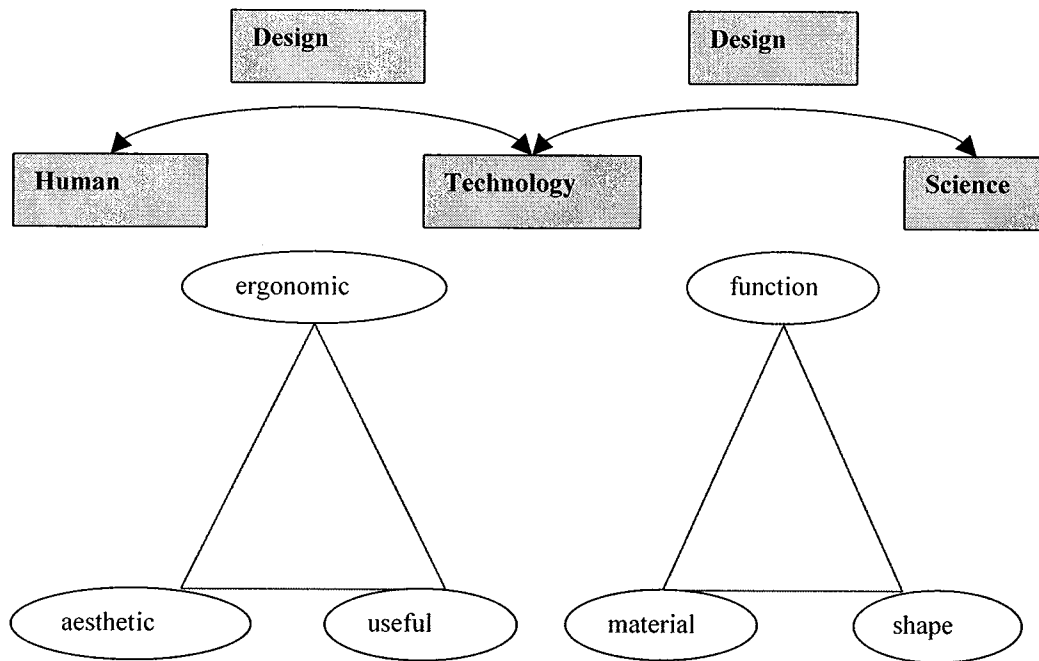 Design
Design
Human
Technology
Science
ergonomic
function
aesthetic
useful
material
shape